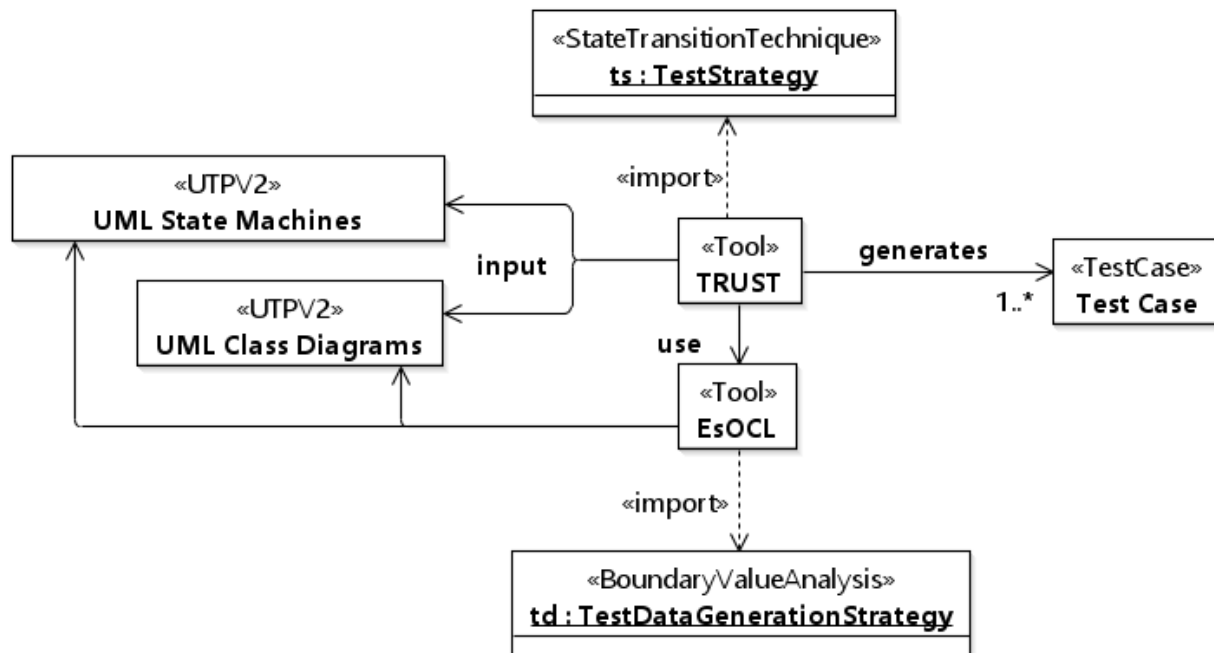 «StateTransitionTechnique»
ts : TestStrategy
«import»
«UTPV2»
UML State Machines
input
«Tool»
TRUST
generates
1..*
«TestCase»
Test Case
«UTPV2»
UML Class Diagrams
use
«Tool»
EsOCL
«import»
«BoundaryValueAnalysis»
td : TestDataGenerationStrategy